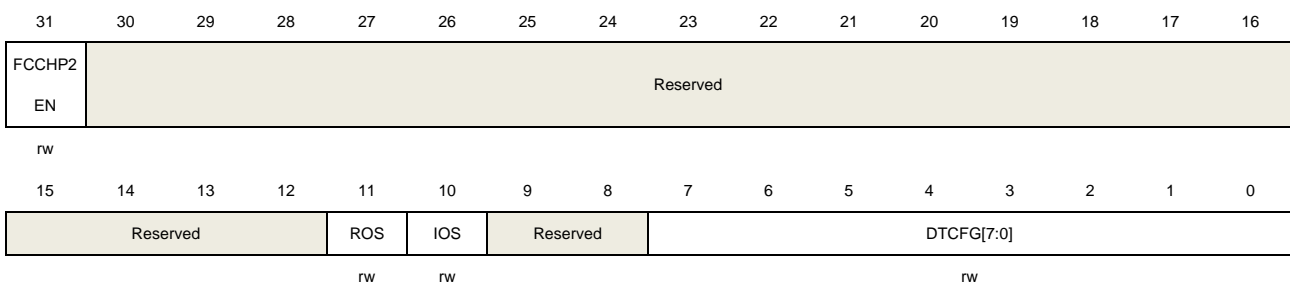 31 30 29 28 27 26 25 24 23 22 21 20 19 18 17 16
FCCHP2
EN
Reserved
rw
15 14 13 12 11 10 9 8 7 6 5 4 3 2 1 0
Reserved ROS IOS Reserved DTCFG[7:0]
rw rw rw